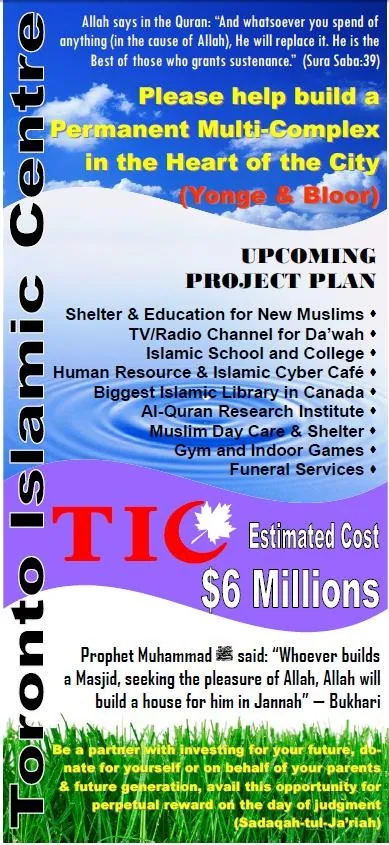 Toronto Islamic Centre
Allah says in the Quran: “And whatsoever you spend of
anything (in the cause of Allah), He will replace it. He is the
Best of those who grants sustenance.” (Sura Saba:39)
Please help build a
Permanent Multi-Complex
in the Heart of the City
(Yonge & Bloor)
UPCOMING
PROJECT PLAN
Shelter & Education for New Muslims ♦
TV/Radio Channel for Da’wah ♦
Islamic School and College ♦
Human Resource & Islamic Cyber Café ♦
Biggest Islamic Library in Canada ♦
Al-Quran Research Institute ♦
Muslim Day Care & Shelter ♦
Gym and Indoor Games ♦
Funeral Services ♦
TIC
Estimated Cost
$6 Millions
Prophet Muhammad ﷺ said: “Whoever builds
a Masjid, seeking the pleasure of Allah, Allah will
build a house for him in Jannah” — Bukhari
Be a partner with investing for your future, do-
nate for yourself or on behalf of your parents
& future generation, avail this opportunity for
perpetual reward on the day of judgment
(Sadaqah-tul-Ja’riah)